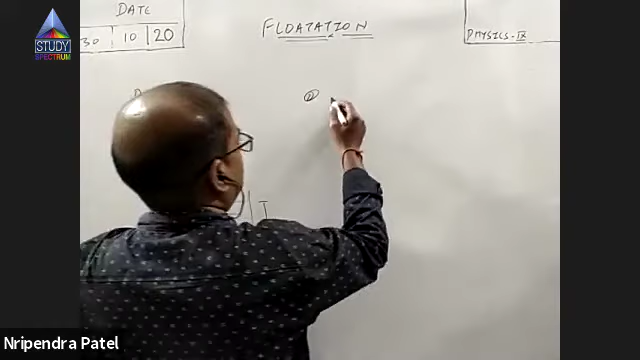 DATE
30 | 10 | 20
FLOATATION
PHYSICS-IX
STUDY
SPECTRUM
Nripendra Patel